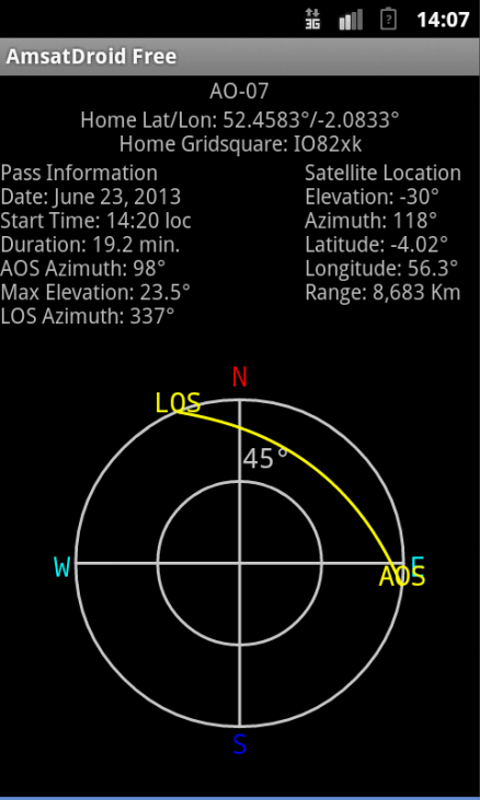 3G ? 14:07
AmsatDroid Free
AO-07
Home Lat/Lon: 52.4583°/-2.0833°
Home Gridsquare: IO82xk
Pass Information
Date: June 23, 2013
Start Time: 14:20 loc
Duration: 19.2 min.
AOS Azimuth: 98°
Max Elevation: 23.5°
LOS Azimuth: 337°
Satellite Location
Elevation: -30°
Azimuth: 118°
Latitude: -4.02°
Longitude: 56.3°
Range: 8,683 Km
N
LOS
45°
W
E
AOS
S